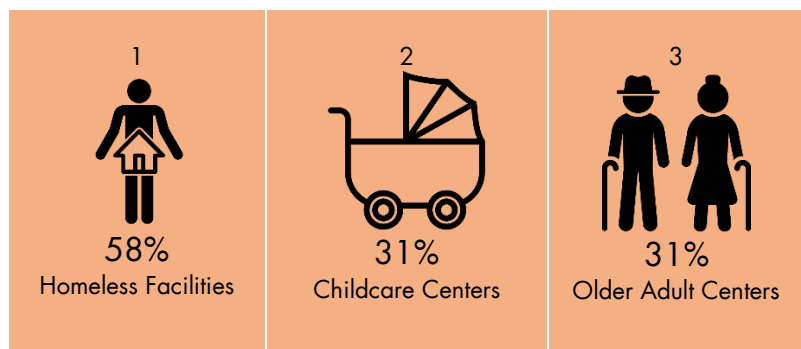 1
58%
Homeless Facilities
2
31%
Childcare Centers
3
31%
Older Adult Centers